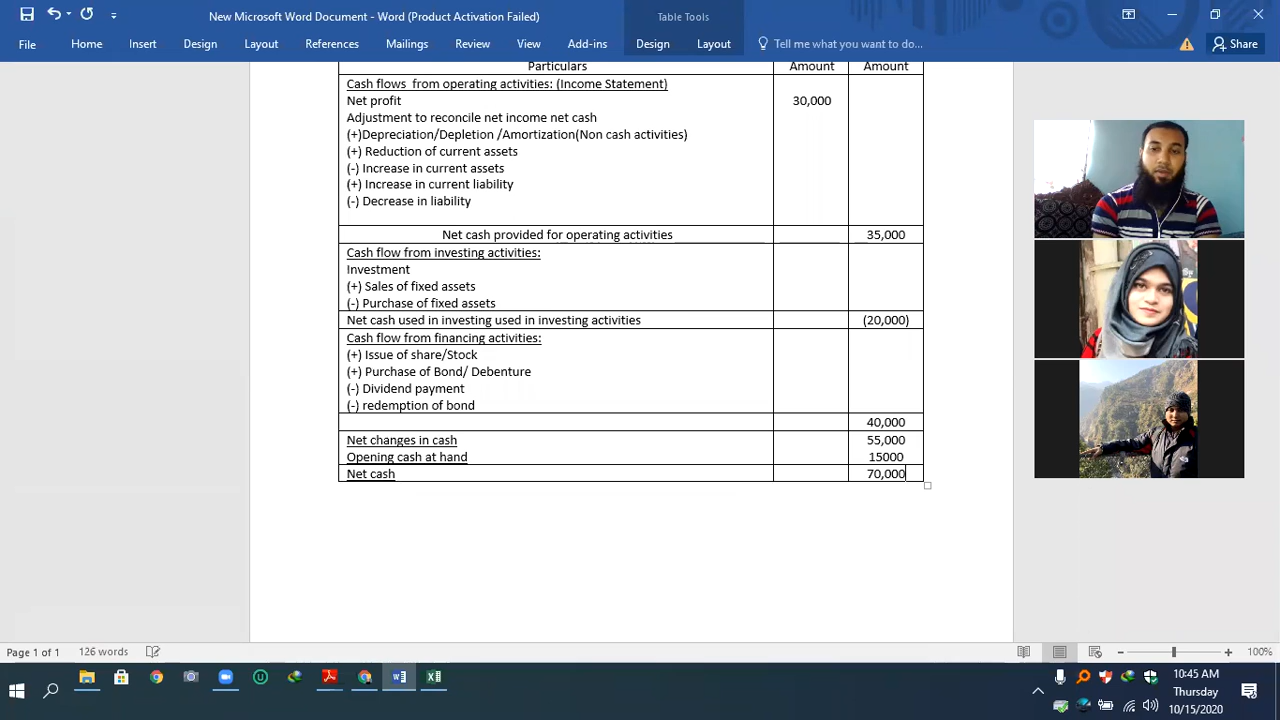 New Microsoft Word Document - Word (Product Activation Failed)
Table Tools
File
Home
Insert
Design
Layout
References
Mailings
Review
View
Add-ins
Design
Layout
Tell me what you want to do...
Share
Particulars Amount Amount
Cash flows from operating activities: (Income Statement)
Net profit 30,000
Adjustment to reconcile net income net cash
(+)Depreciation/Depletion /Amortization(Non cash activities)
(+) Reduction of current assets
(-) Increase in current assets
(+) Increase in current liability
(-) Decrease in liability
Net cash provided for operating activities 35,000
Cash flow from investing activities:
Investment
(+) Sales of fixed assets
(-) Purchase of fixed assets
Net cash used in investing used in investing activities (20,000)
Cash flow from financing activities:
(+) Issue of share/Stock
(+) Purchase of Bond/ Debenture
(-) Dividend payment
(-) redemption of bond
40,000
Net changes in cash 55,000
Opening cash at hand 15000
Net cash 70,000
Page 1 of 1 126 words
100%
10:45 AM
Thursday
10/15/2020